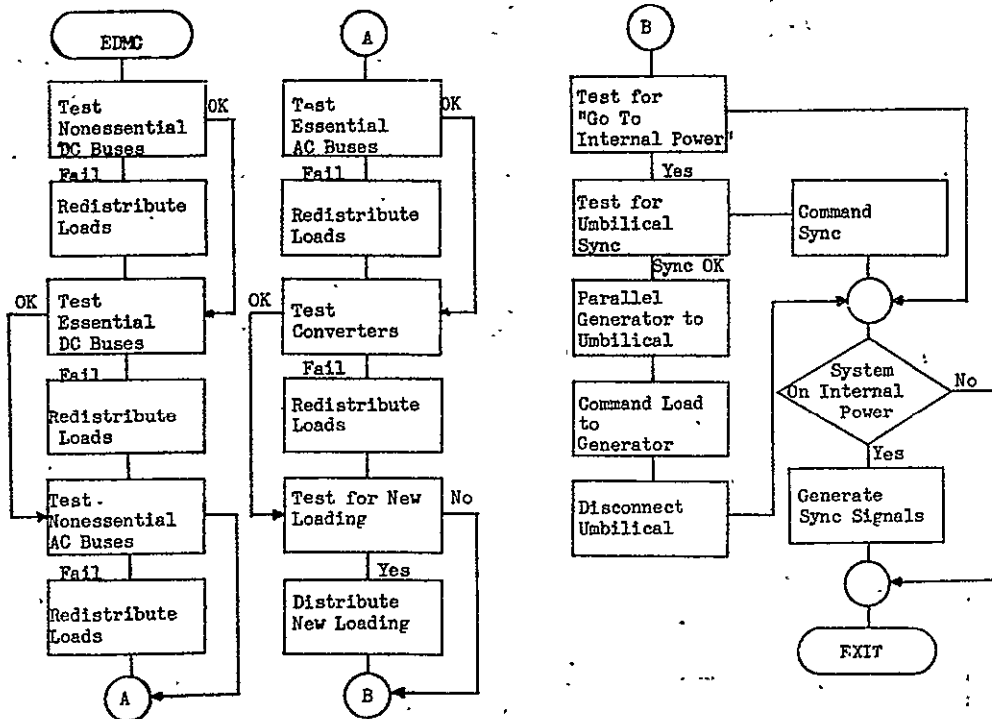 EDMC
Test
Nonessential
DC Buses
OK
Fail
Redistribute
Loads
OK
Test
Essential
DC Buses
Fail
Redistribute
Loads
Test
Nonessential
AC Buses
Fail
Redistribute
Loads
A
A
Test
Essential
AC Buses
OK
Fail
Redistribute
Loads
OK
Test
Converters
Fail
Redistribute
Loads
Test for New
Loading
No
Yes
Distribute
New Loading
B
B
Test for
"Go To
Internal Power"
Yes
Test for
Umbilical
Sync
Command
Sync
Sync OK
Parallel
Generator to
Umbilical
Command Load
to
Generator
Disconnect
Umbilical
System
On Internal
Power
No
Yes
Generate
Sync Signals
EXIT